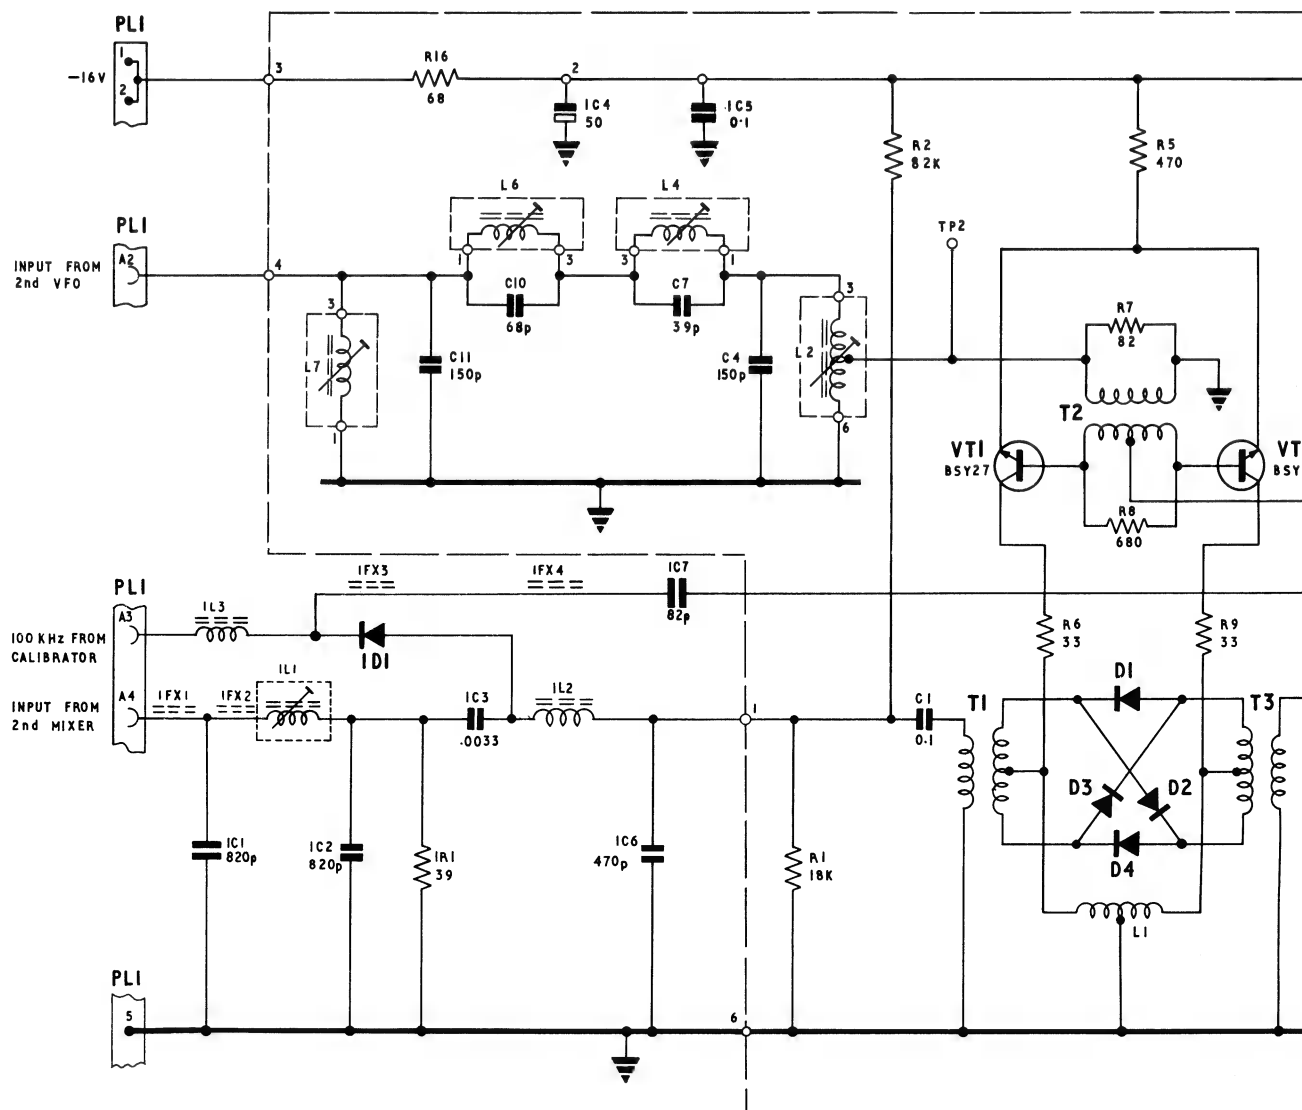 PL1
1
-16V
2
3
R16
68
2
1C4
50
1C5
0.1
R2
82K
R5
470
PL1
A2
INPUT FROM
2nd VFO
4
L6
1
3
C10
68p
L4
3
1
C7
39p
TP2
3
L7
1
C11
150p
C4
150p
3
L2
6
R7
82
T2
VT1
BSY27
VT
BSY
R8
680
PL1
A3
100 KHz FROM
CALIBRATOR
1L3
1FX3
1FX4
1C7
82p
1D1
A4
INPUT FROM
2nd MIXER
1FX1
1FX2
1L1
1C3
.0033
1L2
1
C1
0.1
R6
33
R9
33
T1
D1
T3
D3
D2
D4
1C1
820p
1C2
820p
1R1
39
1C6
470p
R1
18K
L1
PL1
5
6